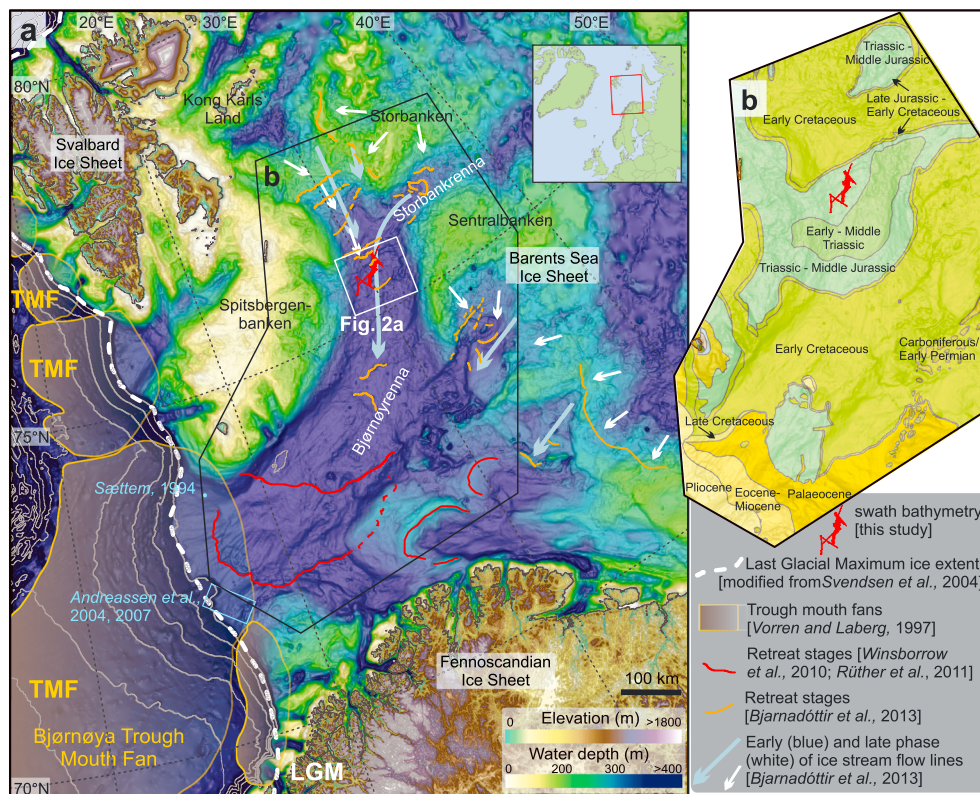 a
20°E
30°E
40°E
50°E
80°N
Kong Karls
Land
Storbanken
Svalbard
Ice Sheet
b
Storbankrenna
Sentralbanken
Barents Sea
Ice Sheet
TMF
Spitsbergen-
banken
Fig. 2a
TMF
Bjørnøyrenna
75°N
Sættem, 1994
Andreassen et al.,
2004, 2007
Fennoscandian
Ice Sheet
100 km
TMF
Bjørnøya Trough
Mouth Fan
LGM
70°N
Elevation (m)
0 >1800
Water depth (m)
0 200 300 >400
b
Triassic -
Middle Jurassic
Late Jurassic -
Early Cretaceous
Early Cretaceous
Early - Middle
Triassic
Triassic - Middle Jurassic
Early Cretaceous
Carboniferous/
Early Permian
Late Cretaceous
Pliocene
Eocene-
Miocene
Palaeocene
swath bathymetry
[this study]
Last Glacial Maximum ice extent
[modified fromSvendsen et al., 2004]
Trough mouth fans
[Vorren and Laberg, 1997]
Retreat stages [Winsborrow
et al., 2010; Rüther et al., 2011]
Retreat stages
[Bjarnadóttir et al., 2013]
Early (blue) and late phase
(white) of ice stream flow lines
[Bjarnadóttir et al., 2013]